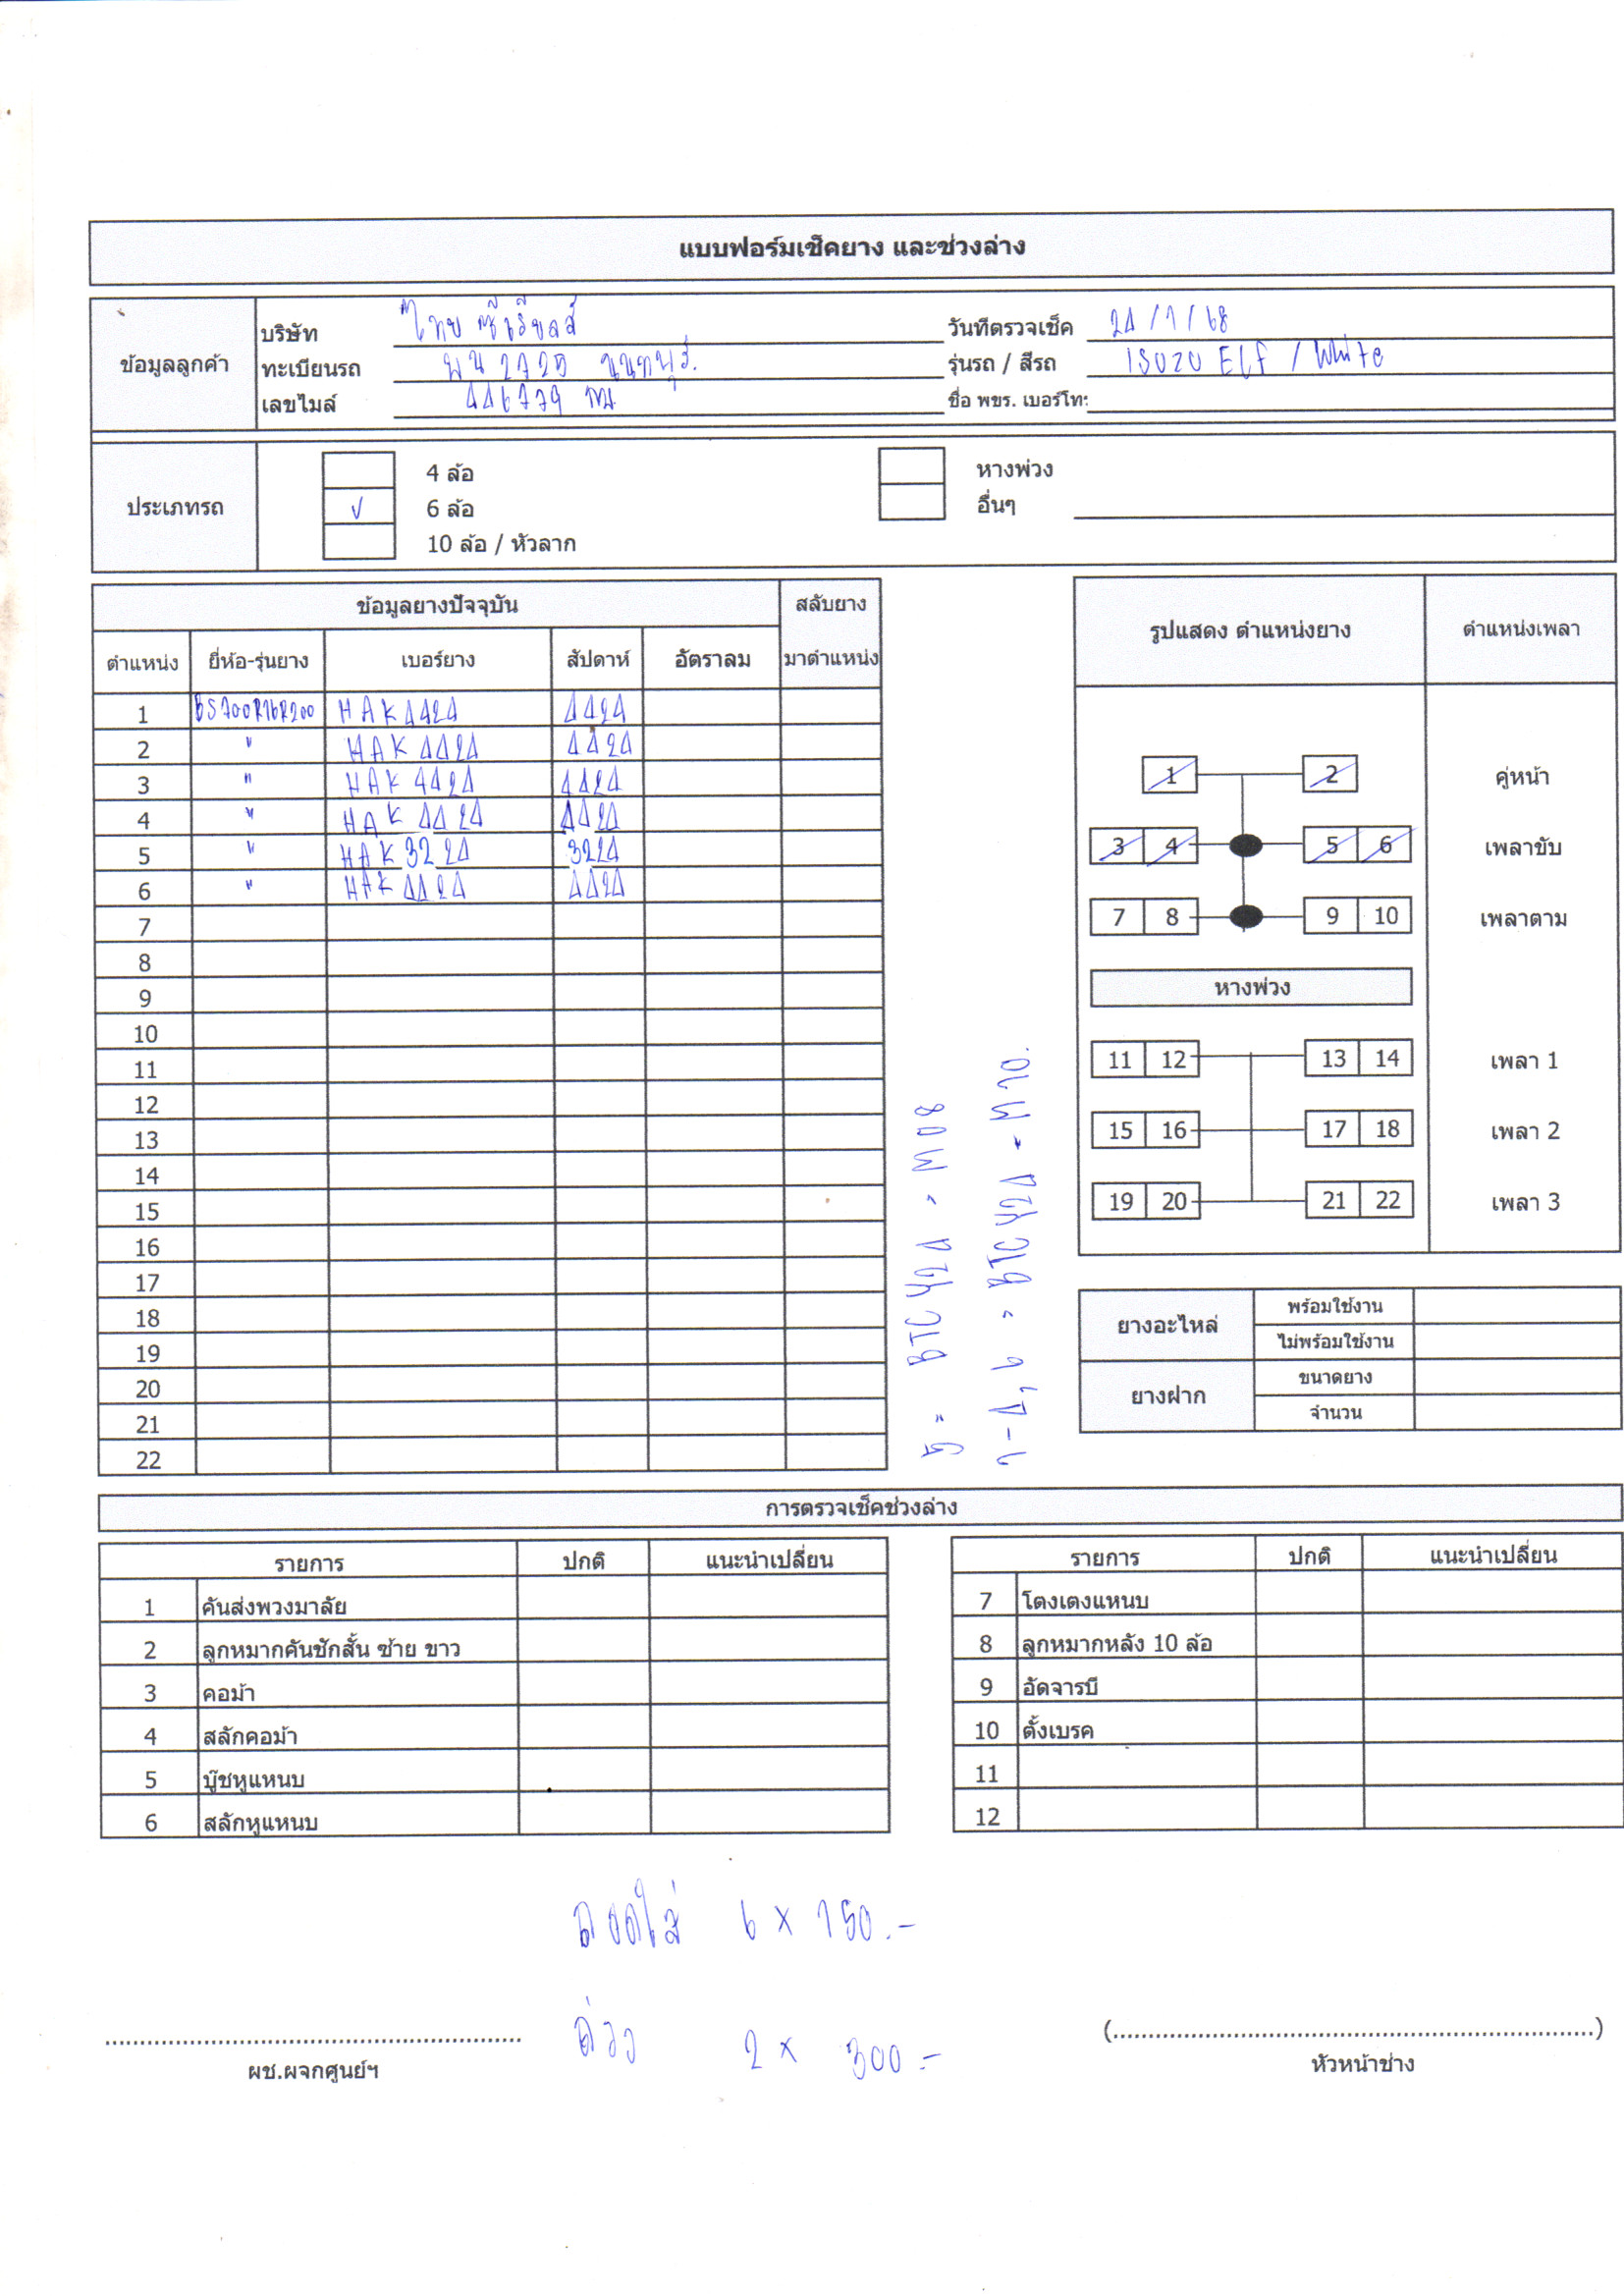 แบบฟอร์มเช็คยาง และช่วงล่าง
ข้อมูลลูกค้า
บริษัท ไทย ซีเรียลส์
วันที่ตรวจเช็ค 24/1/68
ทะเบียนรถ นนทบุรี
รุ่นรถ / สีรถ ISUZU ELF / White
เลขไมล์ 446779 กม
ชื่อ พขร. เบอร์โทร:
ประเภทรถ
4 ล้อ
✓ 6 ล้อ
10 ล้อ / หัวลาก
หางพ่วง
อื่นๆ
ข้อมูลยางปัจจุบัน สลับยาง
ตำแหน่ง ยี่ห้อ-รุ่นยาง เบอร์ยาง สัปดาห์ อัตราลม มาตำแหน่ง
1 BS700R16R200 HAK4424 4424
2 " HAK 4424 4424
3 " HAK 4424 4424
4 " HAK 4424 4424
5 " HAK 3224 3224
6 " HAK 4424 4424
7
8
9
10
11
12
13
14
15
16
17
18
19
20
21
22
รูปแสดง ตำแหน่งยาง ตำแหน่งเพลา
1 2 คู่หน้า
3 4 5 6 เพลาขับ
7 8 9 10 เพลาตาม
หางพ่วง
11 12 13 14 เพลา 1
15 16 17 18 เพลา 2
19 20 21 22 เพลา 3
ยางอะไหล่ พร้อมใช้งาน
ไม่พร้อมใช้งาน
ยางฝาก ขนาดยาง
จำนวน
การตรวจเช็คช่วงล่าง
รายการ ปกติ แนะนำเปลี่ยน
1 คันส่งพวงมาลัย
2 ลูกหมากคันชักสั้น ซ้าย ขาว
3 คอม้า
4 สลักคอม้า
5 บู๊ชหูแหนบ
6 สลักหูแหนบ
รายการ ปกติ แนะนำเปลี่ยน
7 โตงเตงแหนบ
8 ลูกหมากหลัง 10 ล้อ
9 อัดจารบี
10 ตั้งเบรค
11
12
ถอดใส่ 6 x 150.-
ถ่วง 2 x 300.-
ผช.ผจกศูนย์ฯ
(...)
หัวหน้าช่าง